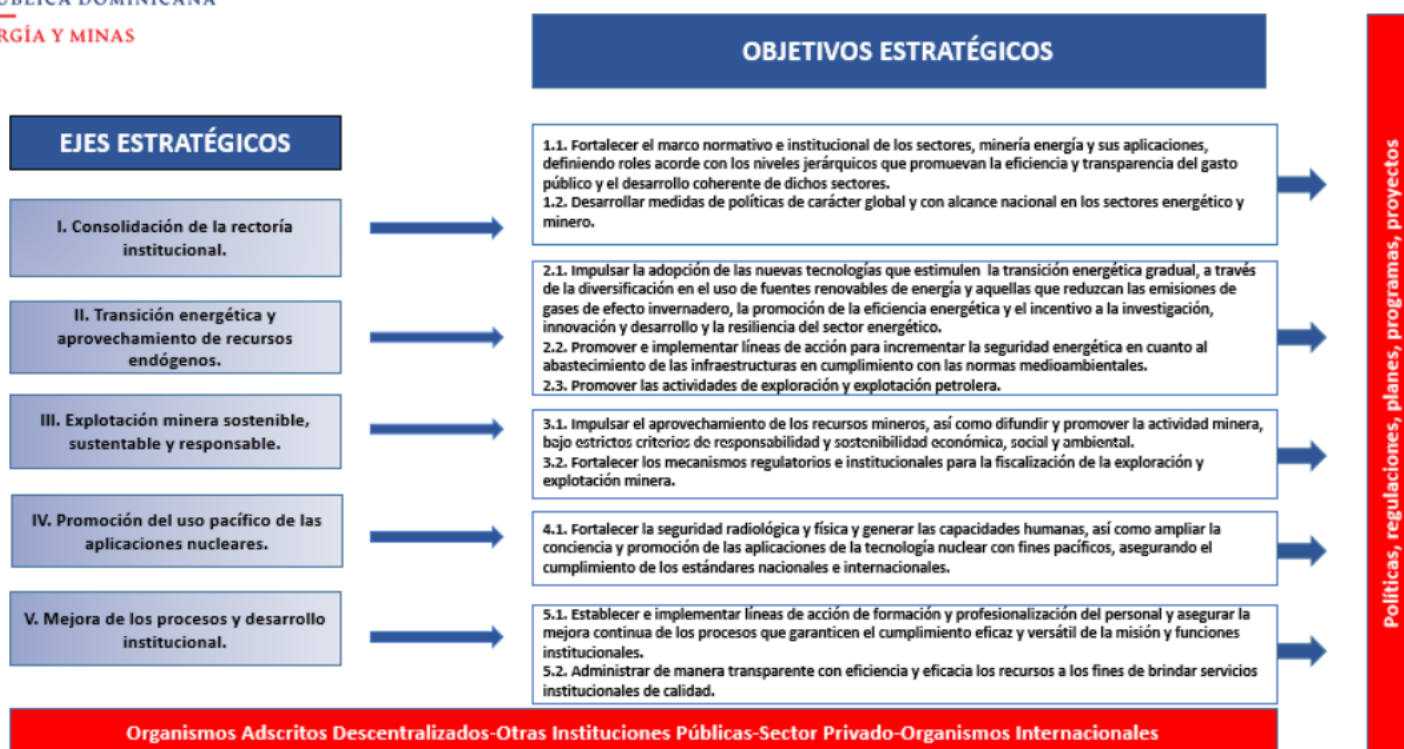 ENERGÍA Y MINAS
OBJETIVOS ESTRATÉGICOS
EJES ESTRATÉGICOS
I. Consolidación de la rectoría
institucional.
1.1. Fortalecer el marco normativo e institucional de los sectores, minería energía y sus aplicaciones,
definiendo roles acorde con los niveles jerárquicos que promuevan la eficiencia y transparencia del gasto
público y el desarrollo coherente de dichos sectores.
1.2. Desarrollar medidas de políticas de carácter global y con alcance nacional en los sectores energético y
minero.
II. Transición energética y
aprovechamiento de recursos
endógenos.
2.1. Impulsar la adopción de las nuevas tecnologías que estimulen la transición energética gradual, a través
de la diversificación en el uso de fuentes renovables de energía y aquellas que reduzcan las emisiones de
gases de efecto invernadero, la promoción de la eficiencia energética y el incentivo a la investigación,
innovación y desarrollo y la resiliencia del sector energético.
2.2. Promover e implementar líneas de acción para incrementar la seguridad energética en cuanto al
abastecimiento de las infraestructuras en cumplimiento con las normas medioambientales.
2.3. Promover las actividades de exploración y explotación petrolera.
III. Explotación minera sostenible,
sustentable y responsable.
3.1. Impulsar el aprovechamiento de los recursos mineros, así como difundir y promover la actividad minera,
bajo estrictos criterios de responsabilidad y sostenibilidad económica, social y ambiental.
3.2. Fortalecer los mecanismos regulatorios e institucionales para la fiscalización de la exploración y
explotación minera.
IV. Promoción del uso pacífico de las
aplicaciones nucleares.
4.1. Fortalecer la seguridad radiológica y física y generar las capacidades humanas, así como ampliar la
conciencia y promoción de las aplicaciones de la tecnología nuclear con fines pacíficos, asegurando el
cumplimiento de los estándares nacionales e internacionales.
V. Mejora de los procesos y desarrollo
institucional.
5.1. Establecer e implementar líneas de acción de formación y profesionalización del personal y asegurar la
mejora continua de los procesos que garanticen el cumplimiento eficaz y versátil de la misión y funciones
institucionales.
5.2. Administrar de manera transparente con eficiencia y eficacia los recursos a los fines de brindar servicios
institucionales de calidad.
Políticas, regulaciones, planes, programas, proyectos
Organismos Adscritos Descentralizados-Otras Instituciones Públicas-Sector Privado-Organismos Internacionales